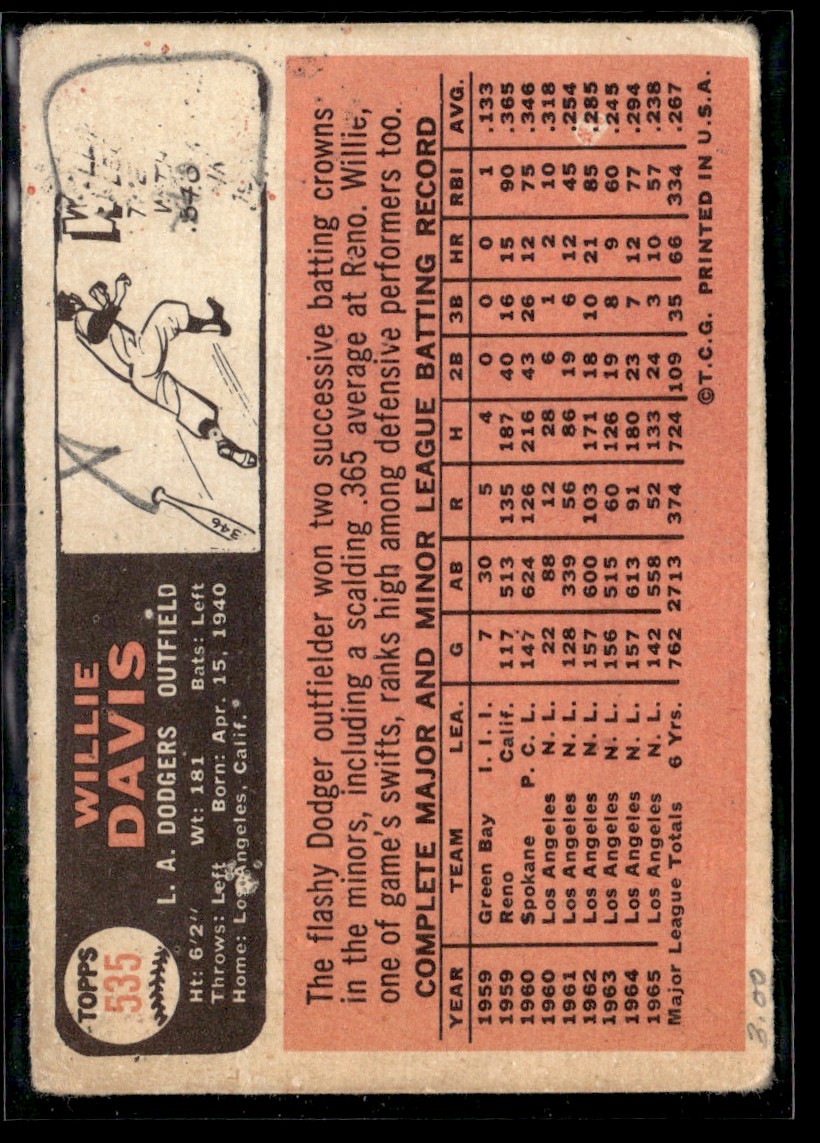 TOPPS
535
WILLIE
DAVIS
L. A. DODGERS OUTFIELD
Ht: 6'2" Wt: 181 Bats: Left
Throws: Left Born: Apr. 15, 1940
Home: Los Angeles, Calif.
346
.346
The flashy Dodger outfielder won two successive batting crowns
in the minors, including a scalding .365 average at Reno. Willie,
one of game's swifts, ranks high among defensive performers too.
COMPLETE MAJOR AND MINOR LEAGUE BATTING RECORD
YEAR TEAM LEA. G AB R H 2B 3B HR RBI AVG.
1959 Green Bay I. I. I. 7 30 5 4 0 0 0 1 .133
1959 Reno Calif. 117 513 135 187 40 16 15 90 .365
1960 Spokane P. C. L. 147 624 126 216 43 26 12 75 .346
1960 Los Angeles N. L. 22 88 12 28 6 1 2 10 .318
1961 Los Angeles N. L. 128 339 56 86 19 6 12 45 .254
1962 Los Angeles N. L. 157 600 103 171 18 10 21 85 .285
1963 Los Angeles N. L. 156 515 60 126 19 8 9 60 .245
1964 Los Angeles N. L. 157 613 91 180 23 7 12 77 .294
1965 Los Angeles N. L. 142 558 52 133 24 3 10 57 .238
Major League Totals 6 Yrs. 762 2713 374 724 109 35 66 334 .267
©T.C.G. PRINTED IN U.S.A.
3.00